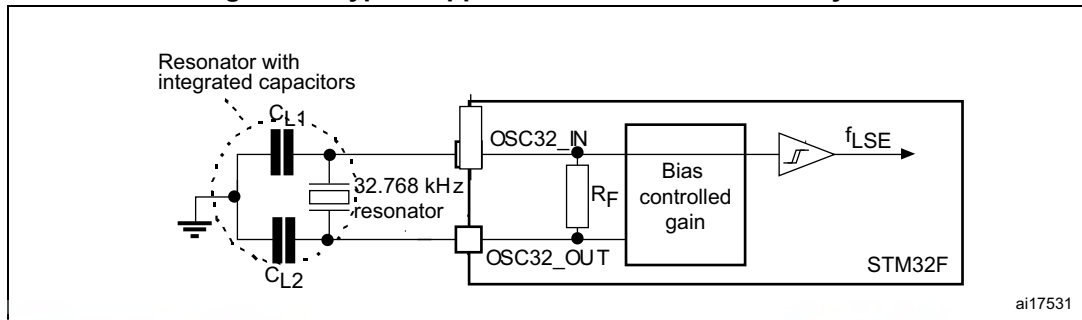 Resonator with
integrated capacitors
CL1
OSC32_IN
fLSE
32.768 kHz
resonator
RF
Bias
controlled
gain
OSC32_OUT
STM32F
CL2
ai17531